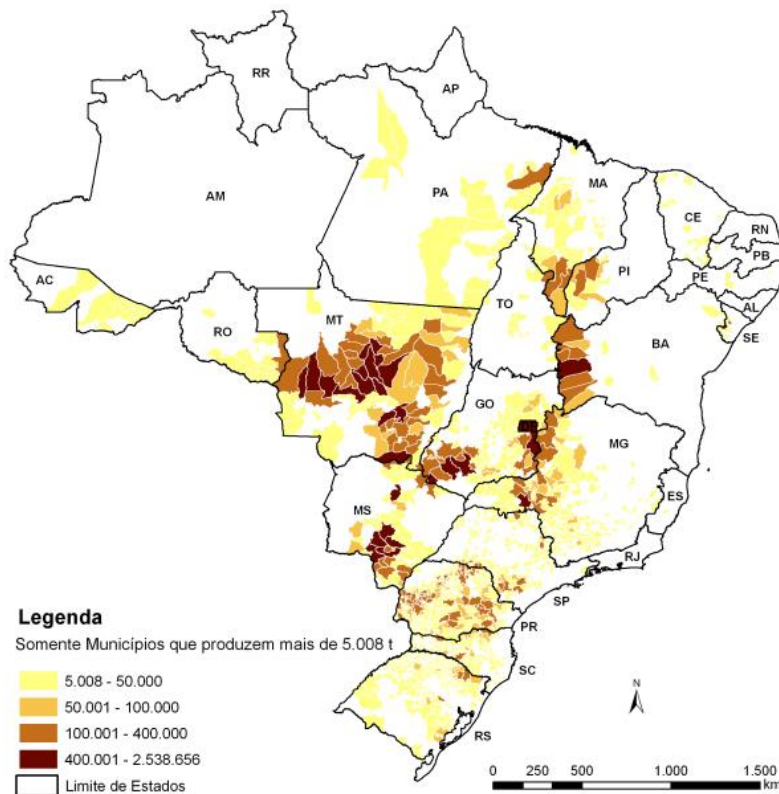 RR
AP
AM
PA
MA
CE
RN
PB
PE
AL
SE
PI
TO
AC
RO
MT
BA
GO
DF
MG
ES
MS
RJ
SP
PR
SC
RS
N
Legenda
Somente Municípios que produzem mais de 5.008 t
5.008 - 50.000
50.001 - 100.000
100.001 - 400.000
400.001 - 2.538.656
Limite de Estados
0 250 500 1.000 1.500
km